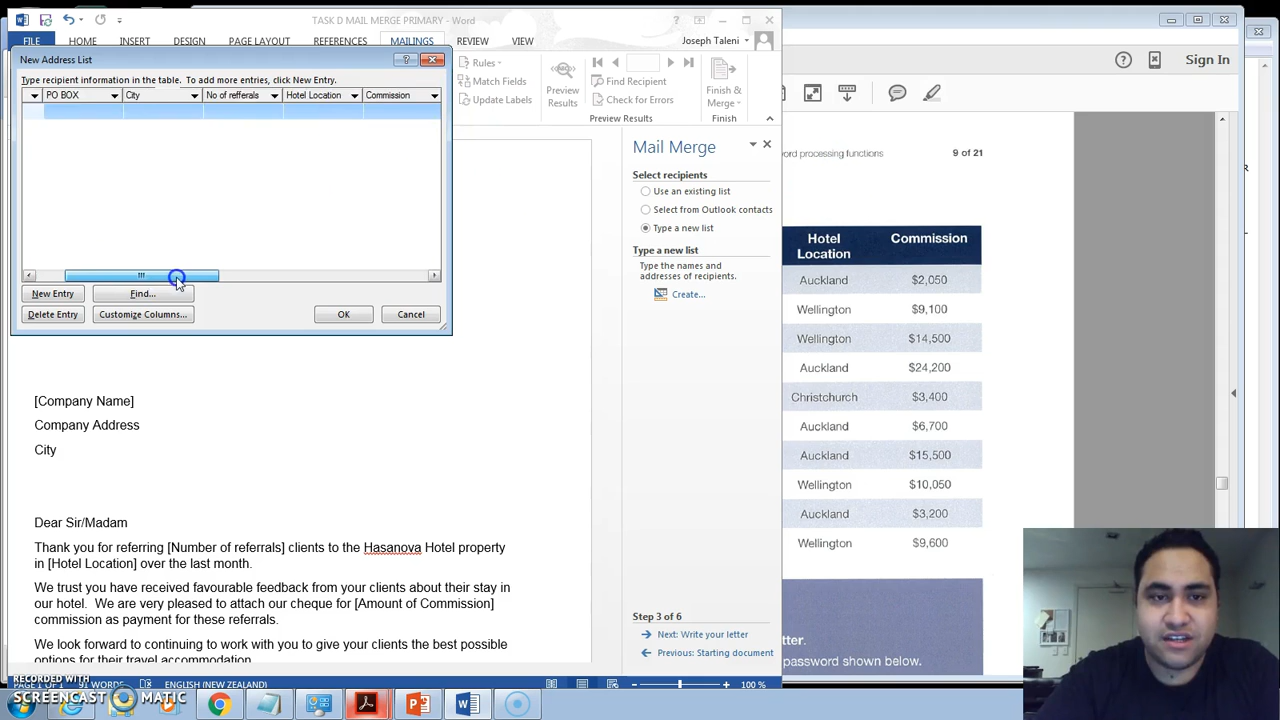 TASK D MAIL MERGE PRIMARY - Word
FILE HOME INSERT DESIGN PAGE LAYOUT REFERENCES MAILINGS REVIEW VIEW Joseph Taleni
New Address List
Type recipient information in the table. To add more entries, click New Entry.
PO BOX City No of refferals Hotel Location Commission
New Entry Find...
Delete Entry Customize Columns... OK Cancel
Rules
Match Fields
Update Labels
Preview
Results
Find Recipient
Check for Errors
Preview Results
Finish &
Merge
Finish
Mail Merge
Select recipients
Use an existing list
Select from Outlook contacts
Type a new list
Type a new list
Type the names and
addresses of recipients.
Create...
Step 3 of 6
Next: Write your letter
Previous: Starting document
[Company Name]
Company Address
City
Dear Sir/Madam
Thank you for referring [Number of referrals] clients to the Hasanova Hotel property
in [Hotel Location] over the last month.
We trust you have received favourable feedback from your clients about their stay in
our hotel. We are very pleased to attach our cheque for [Amount of Commission]
commission as payment for these referrals.
We look forward to continuing to work with you to give your clients the best possible
options for their travel accommodation.
91 WORDS ENGLISH (NEW ZEALAND) 100 %
Sign In
word processing functions 9 of 21
Hotel
Location
Commission
Auckland $2,050
Wellington $9,100
Wellington $14,500
Auckland $24,200
Christchurch $3,400
Auckland $6,700
Auckland $15,500
Wellington $10,050
Auckland $3,200
Wellington $9,600
tter.
password shown below.
RECORDED WITH
SCREENCAST MATIC